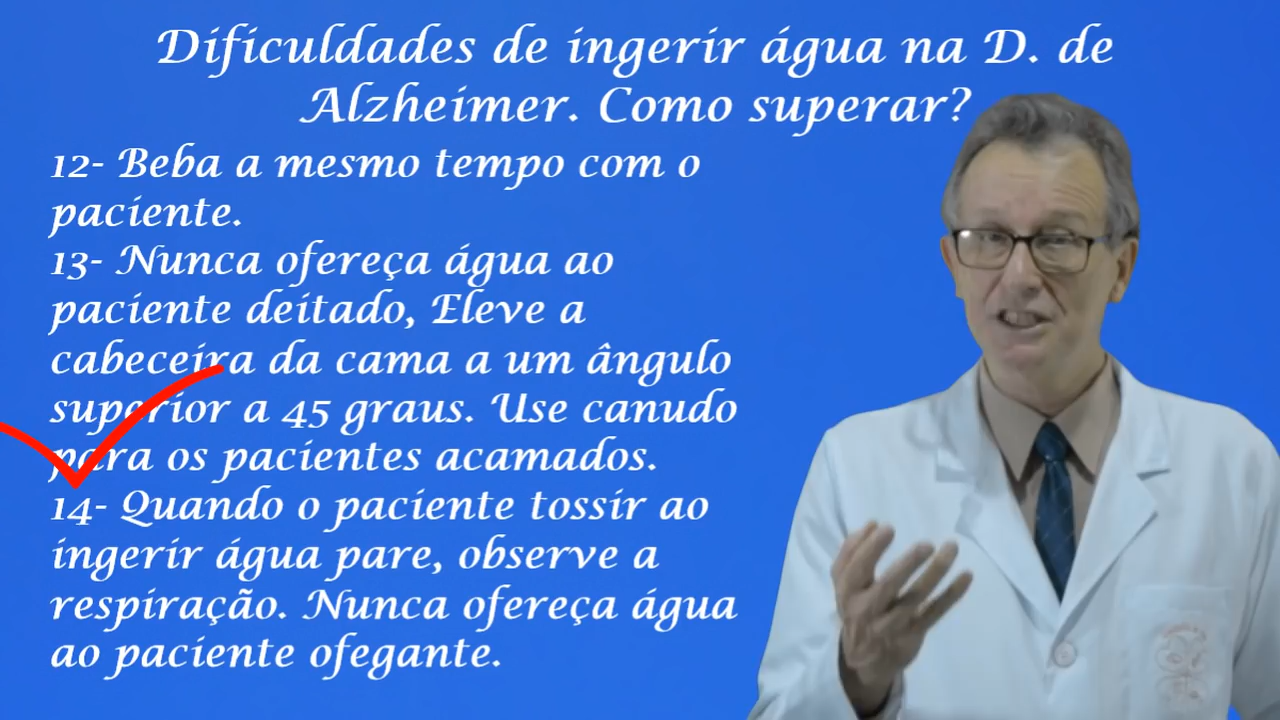 Dificuldades de ingerir água na D. de
Alzheimer. Como superar?
12- Beba a mesmo tempo com o
paciente.
13- Nunca ofereça água ao
paciente deitado, Eleve a
cabeceira da cama a um ângulo
superior a 45 graus. Use canudo
para os pacientes acamados.
14- Quando o paciente tossir ao
ingerir água pare, observe a
respiração. Nunca ofereça água
ao paciente ofegante.